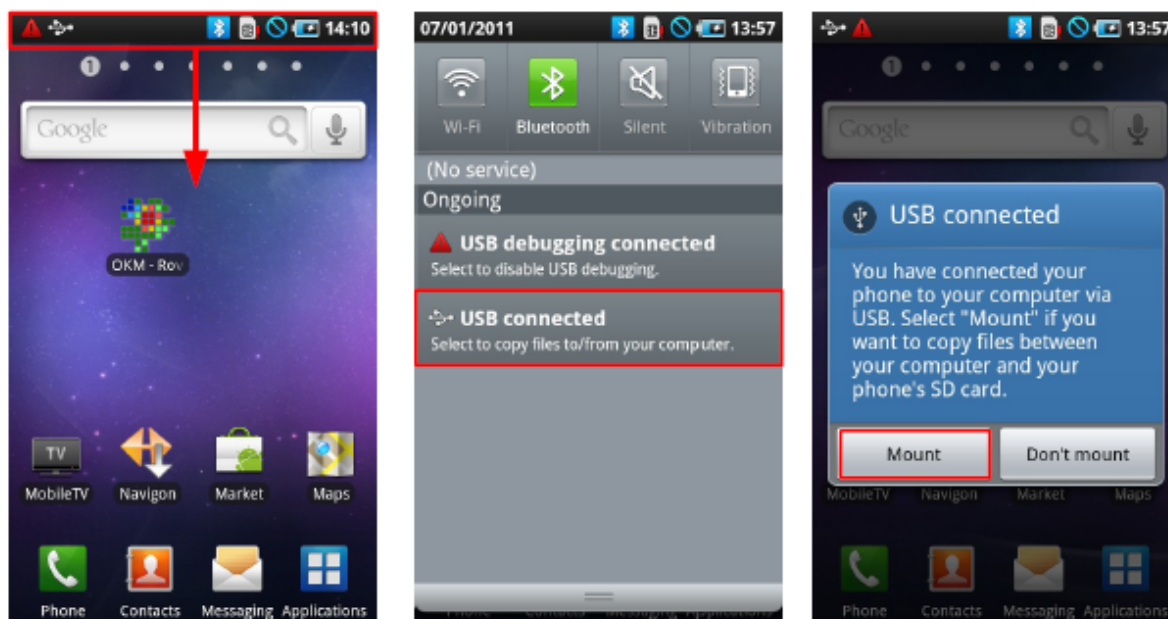 14:10
1
Google
OKM - Rov
TV
MobileTV Navigon Market Maps
Phone Contacts Messaging Applications
07/01/2011 13:57
Wi-Fi Bluetooth Silent Vibration
(No service)
Ongoing
USB debugging connected
Select to disable USB debugging.
USB connected
Select to copy files to/from your computer.
13:57
1
Google
USB connected
You have connected your
phone to your computer via
USB. Select "Mount" if you
want to copy files between
your computer and your
phone's SD card.
Mount Don't mount
MobileTV Navigon Market Maps
Phone Contacts Messaging Applications